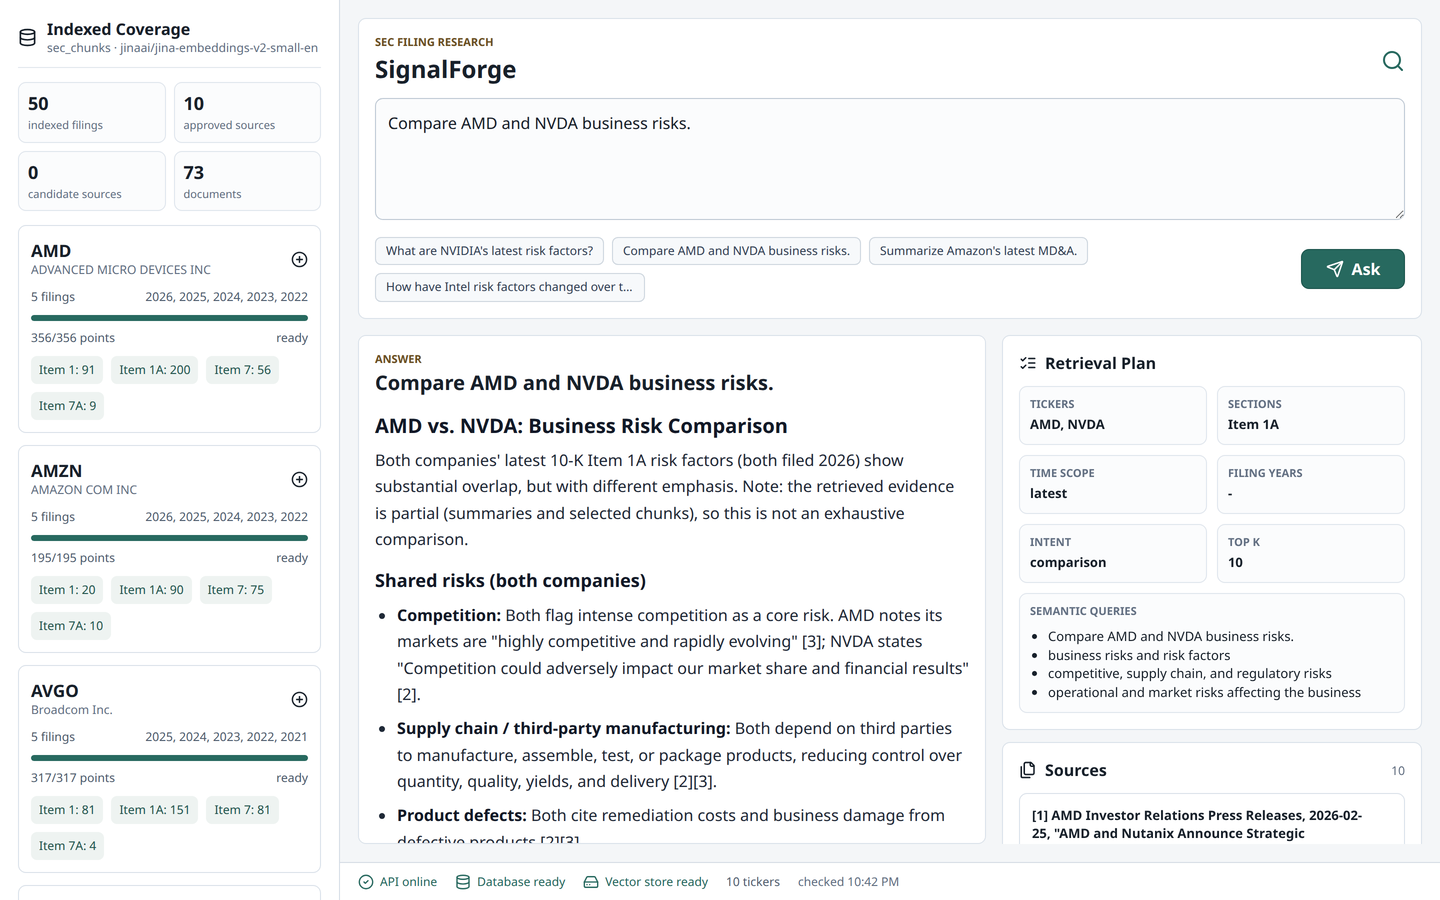 Indexed Coverage
sec_chunks · jinaai/jina-embeddings-v2-small-en
50
indexed filings
10
approved sources
0
candidate sources
73
documents
AMD
ADVANCED MICRO DEVICES INC
5 filings
2026, 2025, 2024, 2023, 2022
356/356 points
ready
Item 1: 91
Item 1A: 200
Item 7: 56
Item 7A: 9
AMZN
AMAZON COM INC
5 filings
2026, 2025, 2024, 2023, 2022
195/195 points
ready
Item 1: 20
Item 1A: 90
Item 7: 75
Item 7A: 10
AVGO
Broadcom Inc.
5 filings
2025, 2024, 2023, 2022, 2021
317/317 points
ready
Item 1: 81
Item 1A: 151
Item 7: 81
Item 7A: 4
SEC FILING RESEARCH
SignalForge
Compare AMD and NVDA business risks.
What are NVIDIA's latest risk factors?
Compare AMD and NVDA business risks.
Summarize Amazon's latest MD&A.
How have Intel risk factors changed over t...
Ask
ANSWER
Compare AMD and NVDA business risks.
AMD vs. NVDA: Business Risk Comparison
Both companies' latest 10-K Item 1A risk factors (both filed 2026) show
substantial overlap, but with different emphasis. Note: the retrieved evidence
is partial (summaries and selected chunks), so this is not an exhaustive
comparison.
Shared risks (both companies)
• Competition: Both flag intense competition as a core risk. AMD notes its
markets are "highly competitive and rapidly evolving" [3]; NVDA states
"Competition could adversely impact our market share and financial results"
[2].
• Supply chain / third-party manufacturing: Both depend on third parties
to manufacture, assemble, test, or package products, reducing control over
quantity, quality, yields, and delivery [2][3].
• Product defects: Both cite remediation costs and business damage from
defective products [2][3].
Retrieval Plan
TICKERS
AMD, NVDA
SECTIONS
Item 1A
TIME SCOPE
latest
FILING YEARS
-
INTENT
comparison
TOP K
10
SEMANTIC QUERIES
• Compare AMD and NVDA business risks.
• business risks and risk factors
• competitive, supply chain, and regulatory risks
• operational and market risks affecting the business
Sources
10
[1] AMD Investor Relations Press Releases, 2026-02-
25, "AMD and Nutanix Announce Strategic
API online
Database ready
Vector store ready
10 tickers
checked 10:42 PM